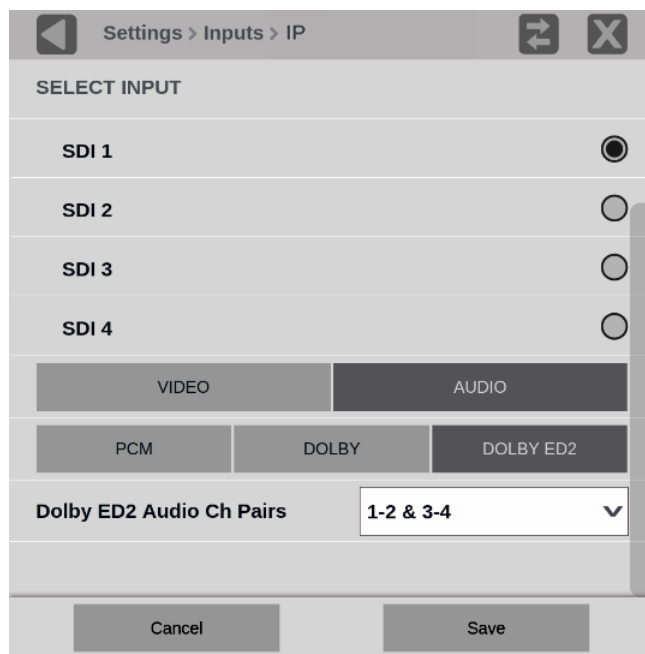 Settings > Inputs > IP
SELECT INPUT
SDI 1
SDI 2
SDI 3
SDI 4
VIDEO AUDIO
PCM DOLBY DOLBY ED2
Dolby ED2 Audio Ch Pairs 1-2 & 3-4
Cancel Save